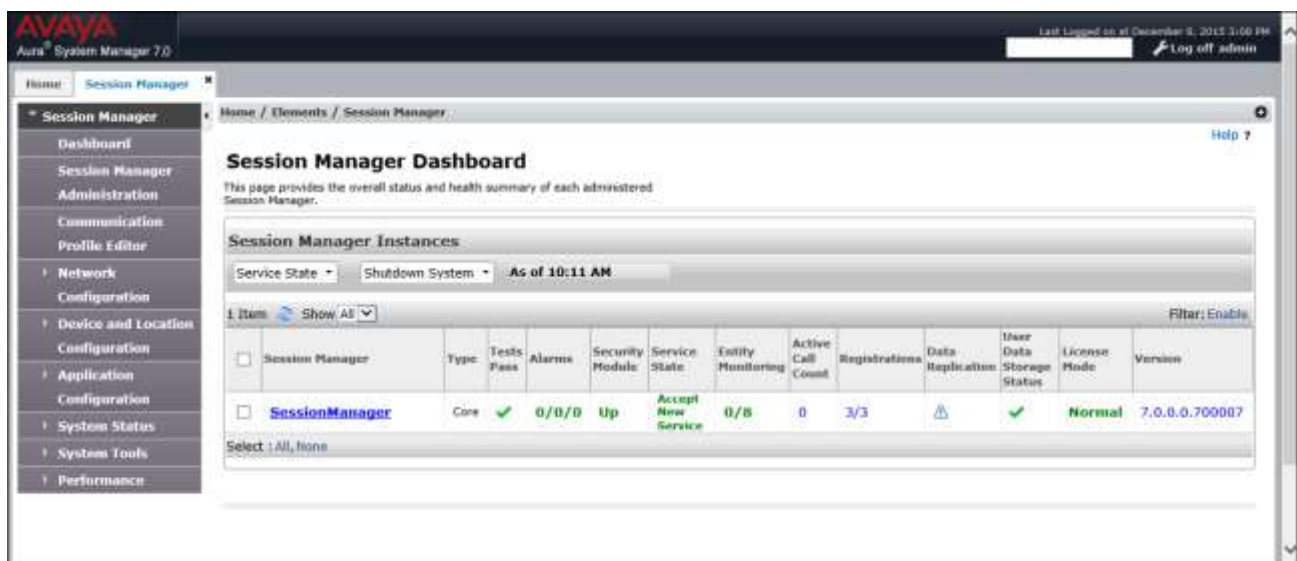 AVAYA
Aura® System Manager 7.0
Last Logged on at December 8, 2015 3:08 PM
Log off admin
Home
Session Manager
Session Manager
Dashboard
Session Manager
Administration
Communication
Profile Editor
Network
Configuration
Device and Location
Configuration
Application
Configuration
System Status
System Tools
Performance
Home / Elements / Session Manager
Help ?
Session Manager Dashboard
This page provides the overall status and health summary of each administered
Session Manager.
Session Manager Instances
Service State
Shutdown System
As of 10:11 AM
1 Item Show All
Filter: Enable
Session Manager
Type
Tests Pass
Alarms
Security Module
Service State
Entity Monitoring
Active Call Count
Registrations
Data Replication
User Data Storage Status
License Mode
Version
SessionManager
Core
0/0/0
Up
Accept New Service
0/8
0
3/3
Normal
7.0.0.0.700007
Select : All, None